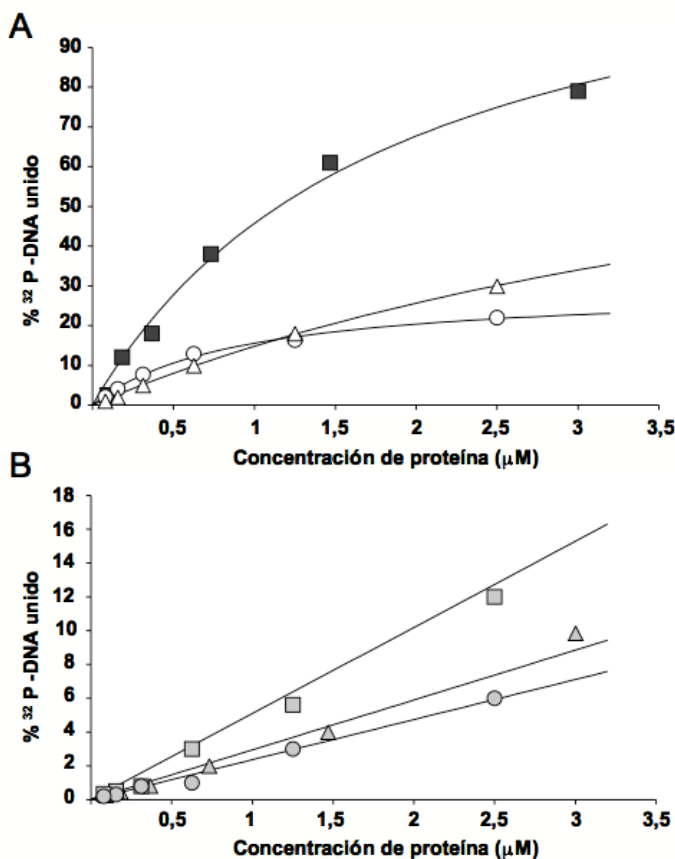 A
90
80
70
60
50
40
30
20
10
0
% ³² P -DNA unido
0,5 1 1,5 2 2,5 3 3,5
Concentración de proteína (µM)
B
18
16
14
12
10
8
6
4
2
0
% ³² P -DNA unido
0,5 1 1,5 2 2,5 3 3,5
Concentración de proteína (µM)